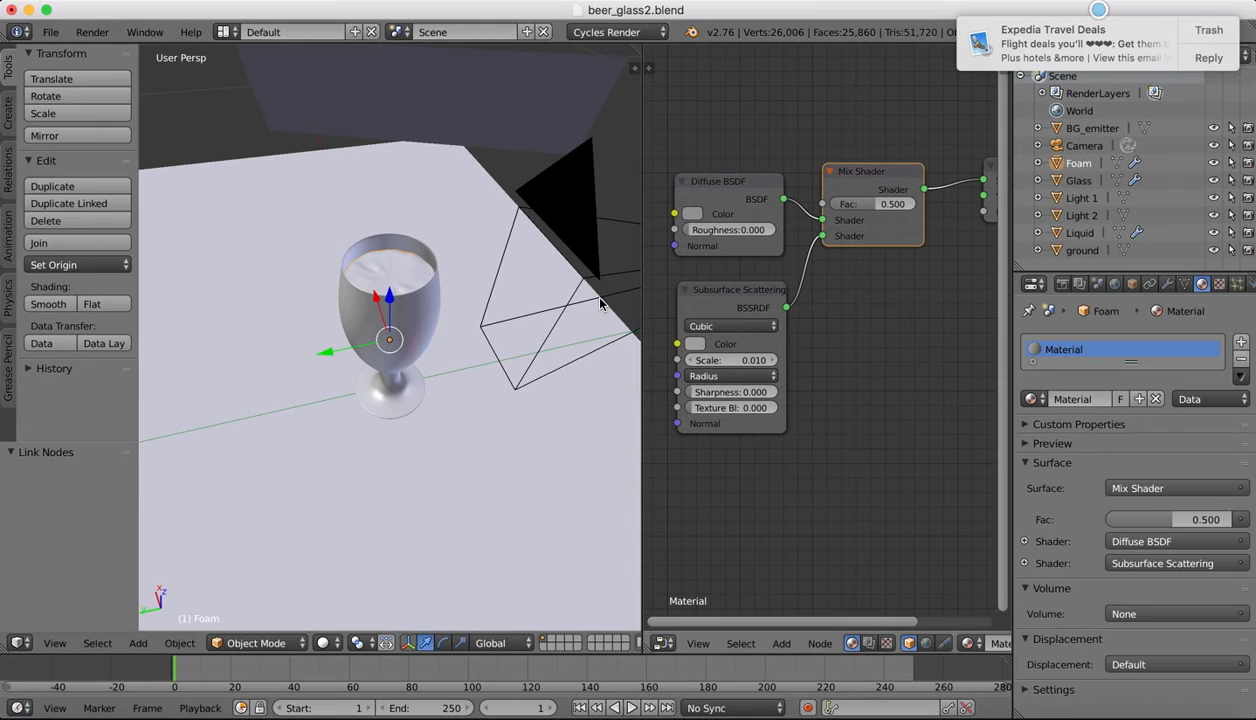 beer_glass2.blend
File
Render
Window
Help
Default
Scene
Cycles Render
v2.76 | Verts:26,006 | Faces:25,860 | Tris:51,720 |
Expedia Travel Deals
Flight deals you'll ❤❤❤: Get them
Plus hotels &more | View this email
Trash
Reply
Tools
Create
Relations
Animation
Physics
Grease Pencil
Transform
Translate
Rotate
Scale
Mirror
Edit
Duplicate
Duplicate Linked
Delete
Join
Set Origin
Shading:
Smooth
Flat
Data Transfer:
Data
Data Lay
History
Link Nodes
User Persp
(1) Foam
Diffuse BSDF
BSDF
Color
Roughness:0.000
Normal
Subsurface Scattering
BSSRDF
Cubic
Color
Scale: 0.010
Radius
Sharpness: 0.000
Texture Bl: 0.000
Normal
Mix Shader
Shader
Fac: 0.500
Shader
Shader
Material
Scene
RenderLayers
World
BG_emitter
Camera
Foam
Glass
Light 1
Light 2
Liquid
ground
Foam
Material
Material
Material
F
Data
Custom Properties
Preview
Surface
Surface: Mix Shader
Fac: 0.500
Shader: Diffuse BSDF
Shader: Subsurface Scattering
Volume
Volume: None
Displacement
Displacement: Default
Settings
View
Select
Add
Object
Object Mode
Global
View
Select
Add
Node
-40 -20 0 20 40 60 80 100 120 140 160 180 200 220 240 260
View
Marker
Frame
Playback
Start: 1
End: 250
1
No Sync